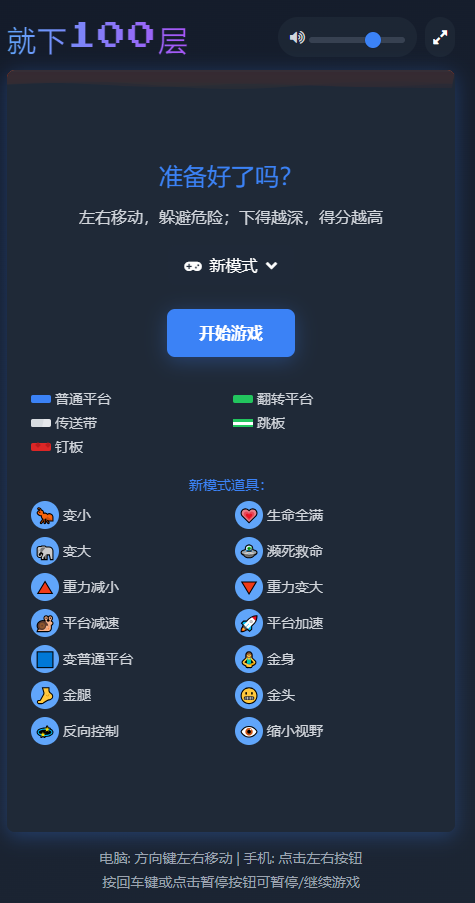 就下100层
准备好了吗?
左右移动，躲避危险；下得越深，得分越高
新模式
开始游戏
普通平台 翻转平台
传送带 跳板
钉板
新模式道具:
变小 生命全满
变大 濒死救命
重力减小 重力变大
平台减速 平台加速
变普通平台 金身
金腿 金头
反向控制 缩小视野
电脑: 方向键左右移动 | 手机: 点击左右按钮
按回车键或点击暂停按钮可暂停/继续游戏